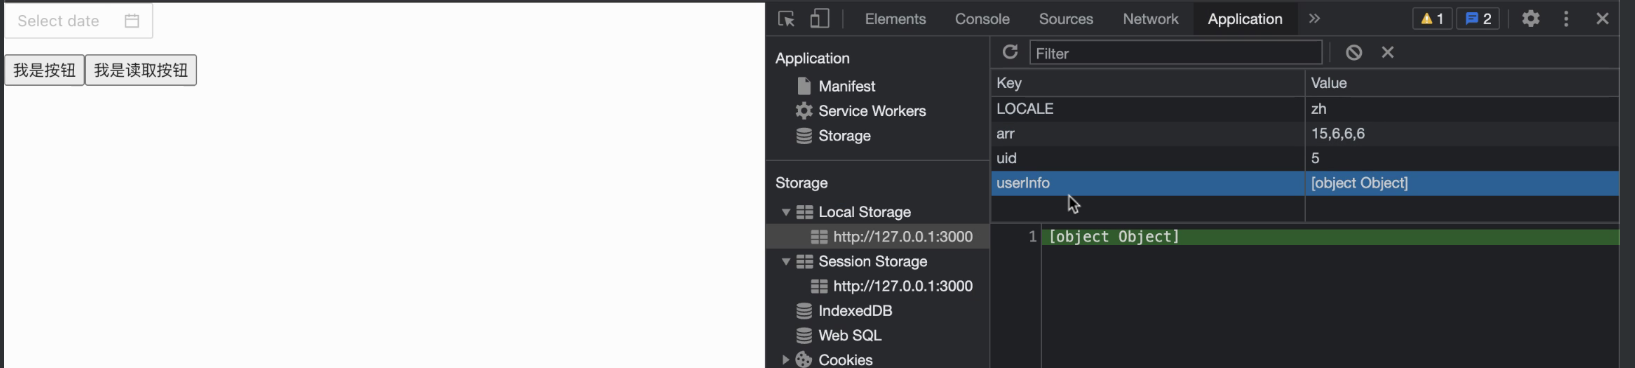 Select date
我是按钮 我是读取按钮
Elements Console Sources Network Application 1 2
Application
Manifest
Service Workers
Storage
Storage
Local Storage
http://127.0.0.1:3000
Session Storage
http://127.0.0.1:3000
IndexedDB
Web SQL
Cookies
Filter
Key Value
LOCALE zh
arr 15,6,6,6
uid 5
userInfo [object Object]
1 [object Object]